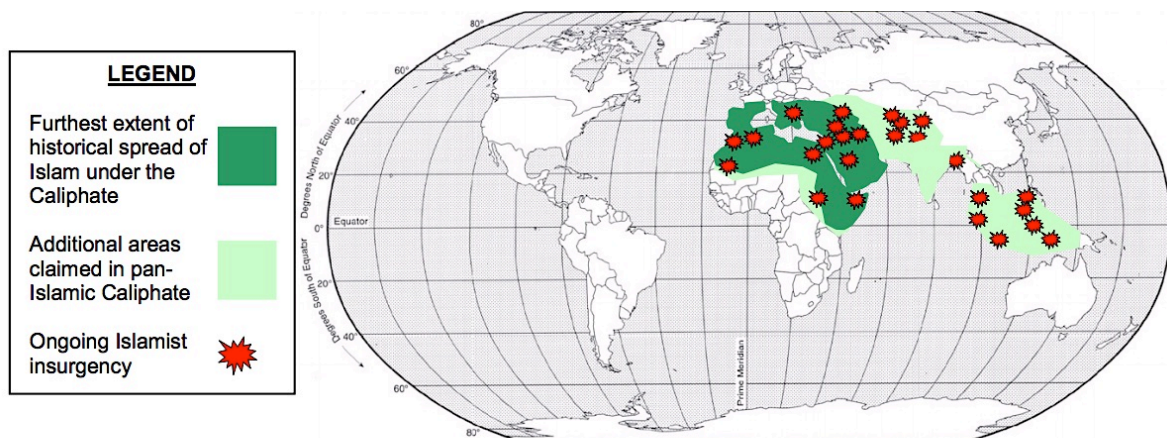 LEGEND
Furthest extent of
historical spread of
Islam under the
Caliphate
Additional areas
claimed in pan-
Islamic Caliphate
Ongoing Islamist
insurgency
80°
60°
40°
20°
Equator
0°
20°
40°
60°
80°
Degrees North of Equator
Degrees South of Equator
Prime Meridian